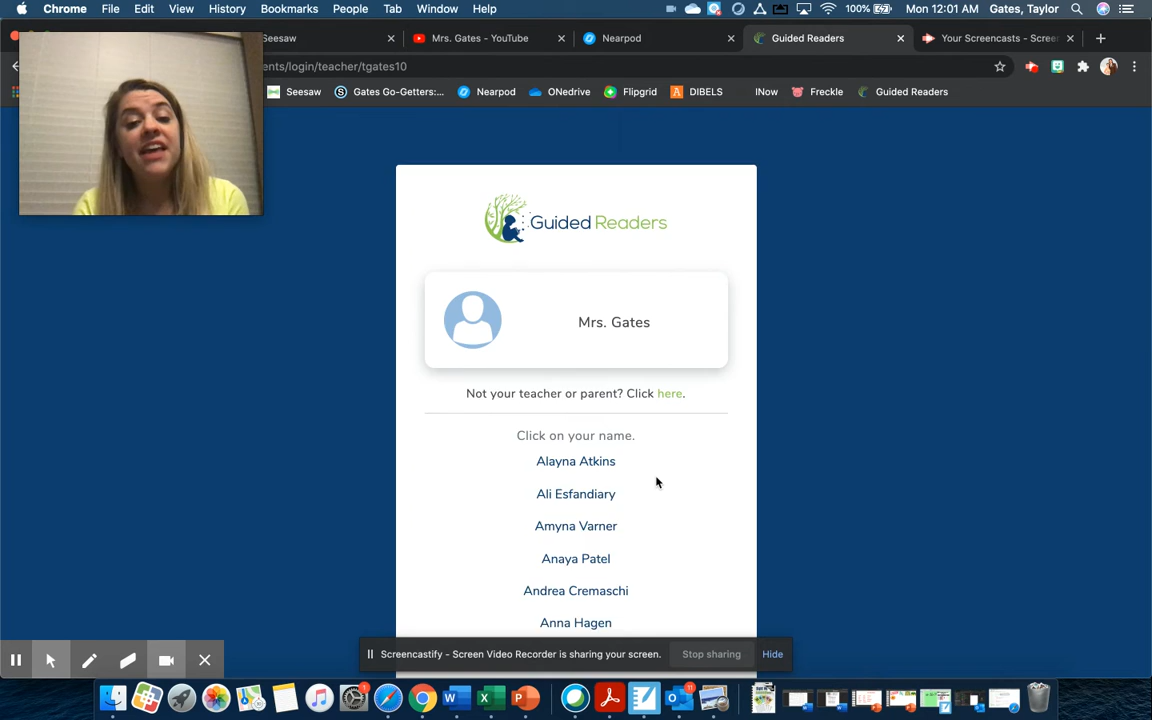 Chrome File Edit View History Bookmarks People Tab Window Help 100% Mon 12:01 AM Gates, Taylor
Seesaw Mrs. Gates - YouTube Nearpod Guided Readers Your Screencasts - Scree
ents/login/teacher/tgates10
Seesaw Gates Go-Getters:... Nearpod ONedrive Flipgrid DIBELS INow Freckle Guided Readers
Guided Readers
Mrs. Gates
Not your teacher or parent? Click here.
Click on your name.
Alayna Atkins
Ali Esfandiary
Amyna Varner
Anaya Patel
Andrea Cremaschi
Anna Hagen
Screencastify - Screen Video Recorder is sharing your screen. Stop sharing Hide